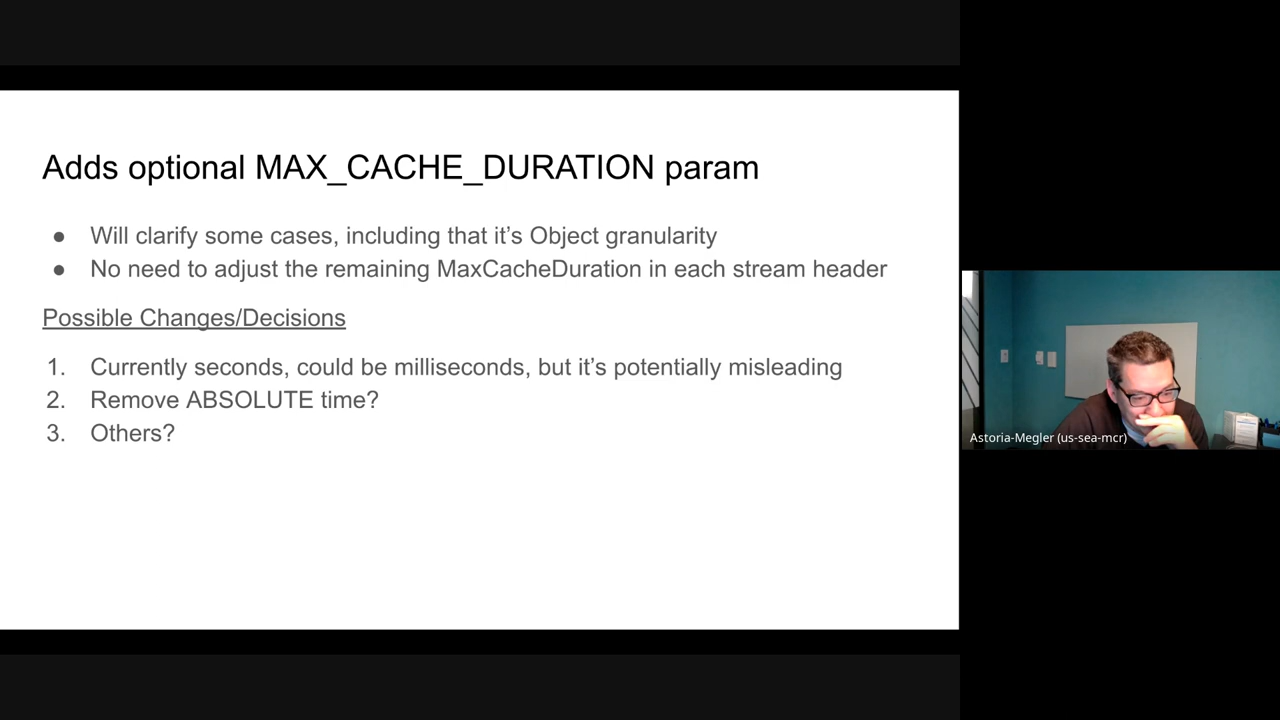 Adds optional MAX_CACHE_DURATION param
● Will clarify some cases, including that it’s Object granularity
● No need to adjust the remaining MaxCacheDuration in each stream header
Possible Changes/Decisions
1. Currently seconds, could be milliseconds, but it’s potentially misleading
2. Remove ABSOLUTE time?
3. Others?
Astoria-Megler (us-sea-mcr)